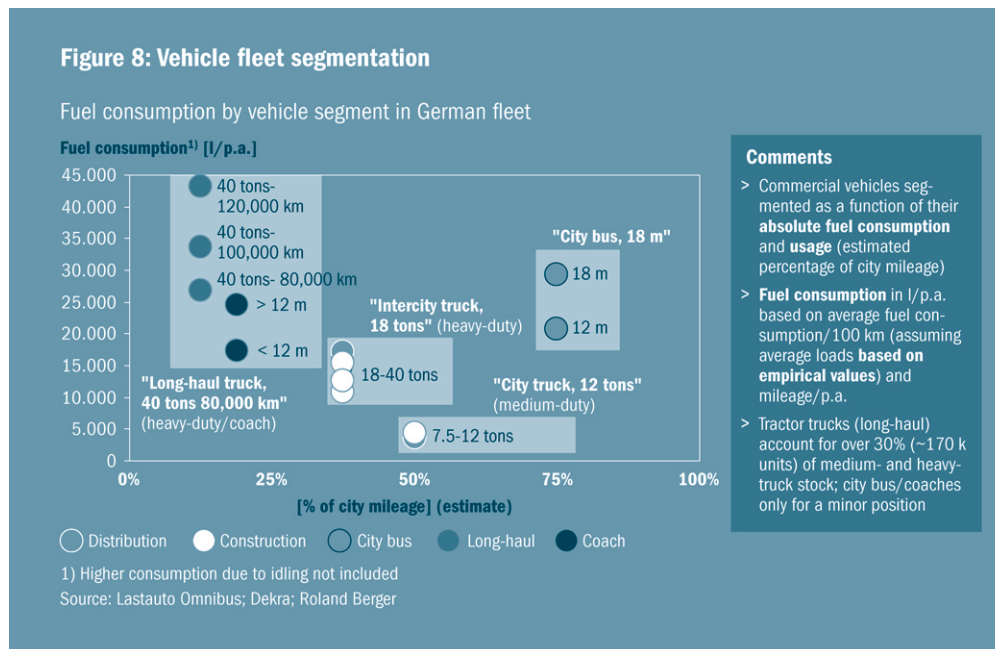 Figure 8: Vehicle fleet segmentation
Fuel consumption by vehicle segment in German fleet
Fuel consumption1) [l/p.a.]
45.000
40.000
35.000
30.000
25.000
20.000
15.000
10.000
5.000
0
0%
25%
50%
75%
100%
[% of city mileage] (estimate)
40 tons-
120,000 km
40 tons-
100,000 km
40 tons- 80,000 km
> 12 m
< 12 m
"Long-haul truck,
40 tons 80,000 km"
(heavy-duty/coach)
"Intercity truck,
18 tons" (heavy-duty)
18-40 tons
"City truck, 12 tons"
(medium-duty)
7.5-12 tons
"City bus, 18 m"
18 m
12 m
Distribution
Construction
City bus
Long-haul
Coach
1) Higher consumption due to idling not included
Source: Lastauto Omnibus; Dekra; Roland Berger
Comments
> Commercial vehicles seg-
mented as a function of their
absolute fuel consumption
and usage (estimated
percentage of city mileage)
> Fuel consumption in l/p.a.
based on average fuel con-
sumption/100 km (assuming
average loads based on
empirical values) and
mileage/p.a.
> Tractor trucks (long-haul)
account for over 30% (~170 k
units) of medium- and heavy-
truck stock; city bus/coaches
only for a minor position